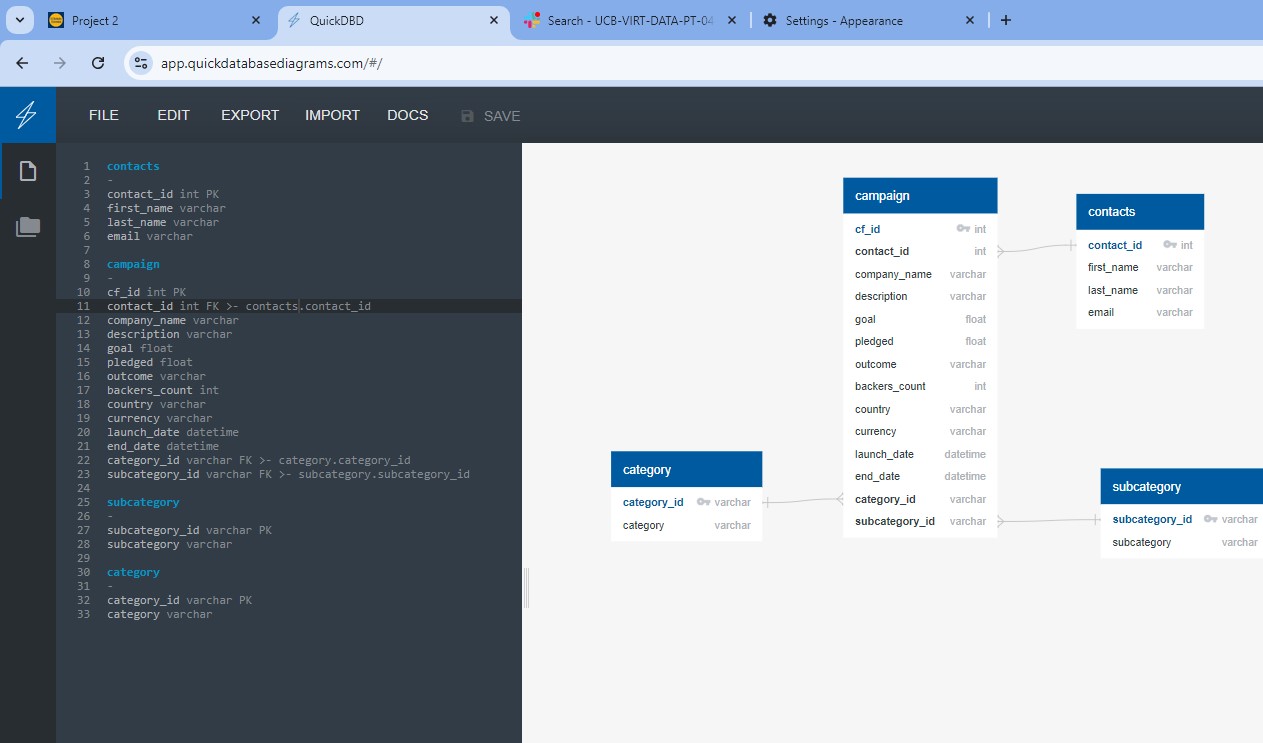 Project 2
QuickDBD
Search - UCB-VIRT-DATA-PT-04
Settings - Appearance
app.quickdatabasediagrams.com/#/
FILE EDIT EXPORT IMPORT DOCS SAVE
1 contacts
2 -
3 contact_id int PK
4 first_name varchar
5 last_name varchar
6 email varchar
7
8 campaign
9 -
10 cf_id int PK
11 contact_id int FK >- contacts.contact_id
12 company_name varchar
13 description varchar
14 goal float
15 pledged float
16 outcome varchar
17 backers_count int
18 country varchar
19 currency varchar
20 launch_date datetime
21 end_date datetime
22 category_id varchar FK >- category.category_id
23 subcategory_id varchar FK >- subcategory.subcategory_id
24
25 subcategory
26 -
27 subcategory_id varchar PK
28 subcategory varchar
29
30 category
31 -
32 category_id varchar PK
33 category varchar
campaign
cf_id int
contact_id int
company_name varchar
description varchar
goal float
pledged float
outcome varchar
backers_count int
country varchar
currency varchar
launch_date datetime
end_date datetime
category_id varchar
subcategory_id varchar
contacts
contact_id int
first_name varchar
last_name varchar
email varchar
category
category_id varchar
category varchar
subcategory
subcategory_id varchar
subcategory varchar